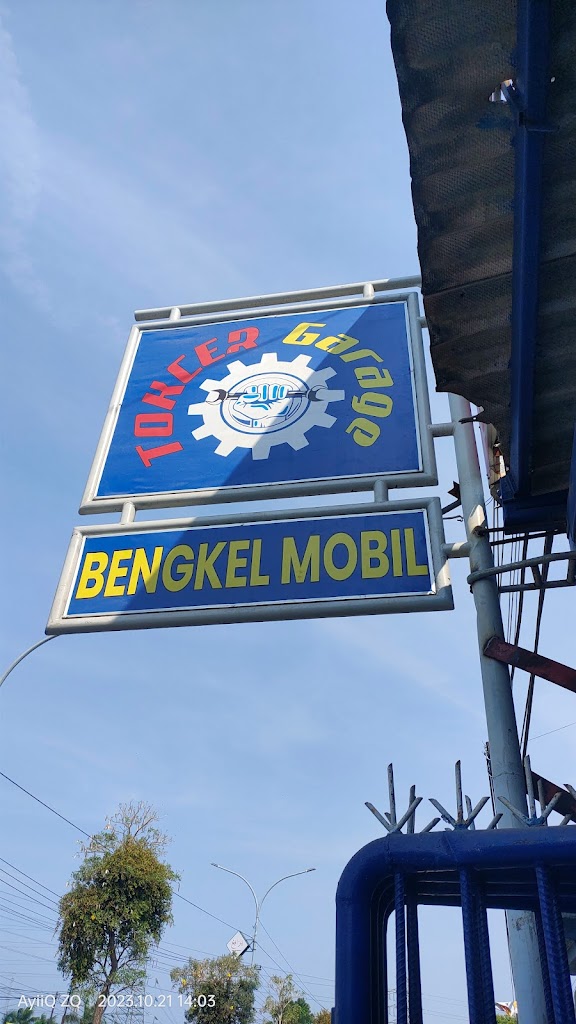 TOKCER Garage
BENGKEL MOBIL
AyiiQ ZQ 2023.10.21 14:03